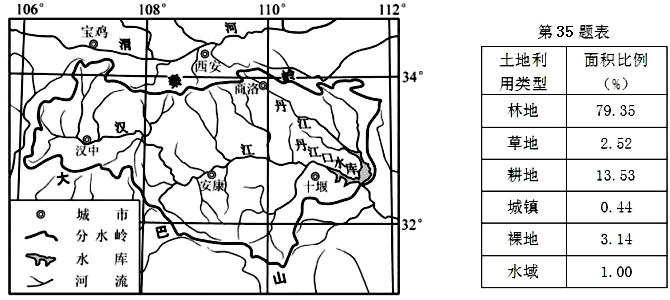 106° 108° 110° 112°
宝鸡
渭
河
西安
34°
秦
岭
商洛
丹
江
汉
江
丹
江
口
水
库
汉中
安康
十堰
大
巴
山
32°
城 市
分 水 岭
水 库
河 流
第 35 题表
土地利用类型 面积比例（%）
林地 79.35
草地 2.52
耕地 13.53
城镇 0.44
裸地 3.14
水域 1.00